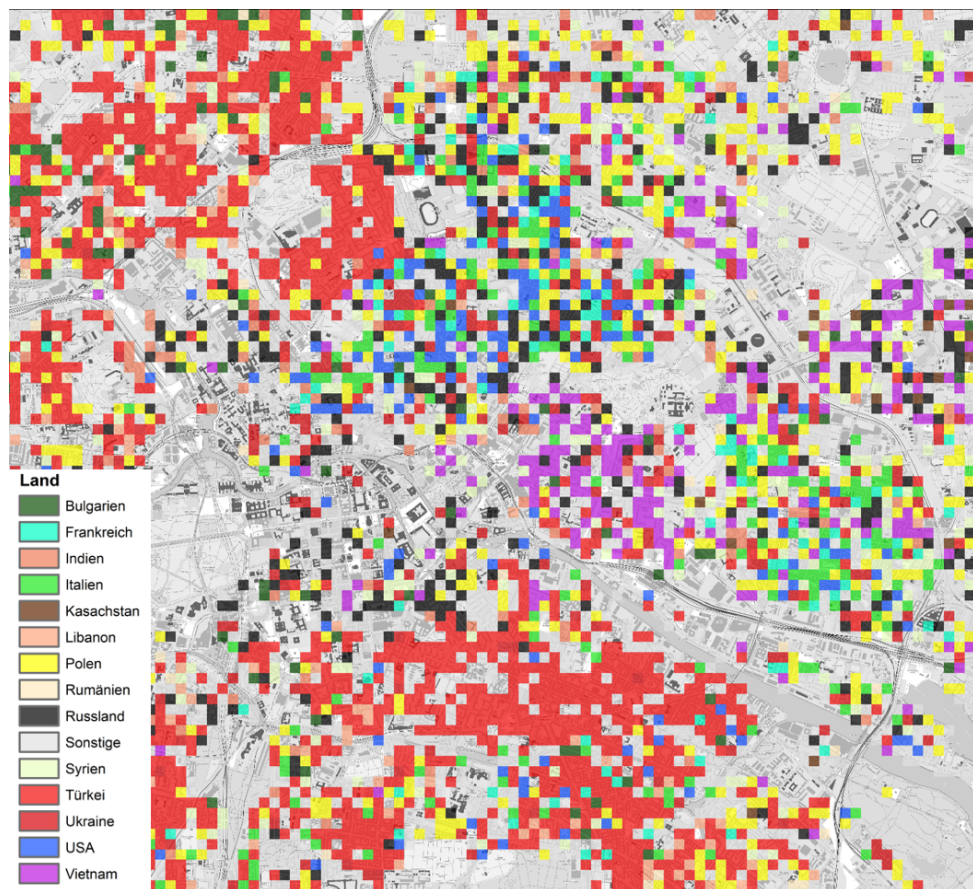 Land
Bulgarien
Frankreich
Indien
Italien
Kasachstan
Libanon
Polen
Rumänien
Russland
Sonstige
Syrien
Türkei
Ukraine
USA
Vietnam